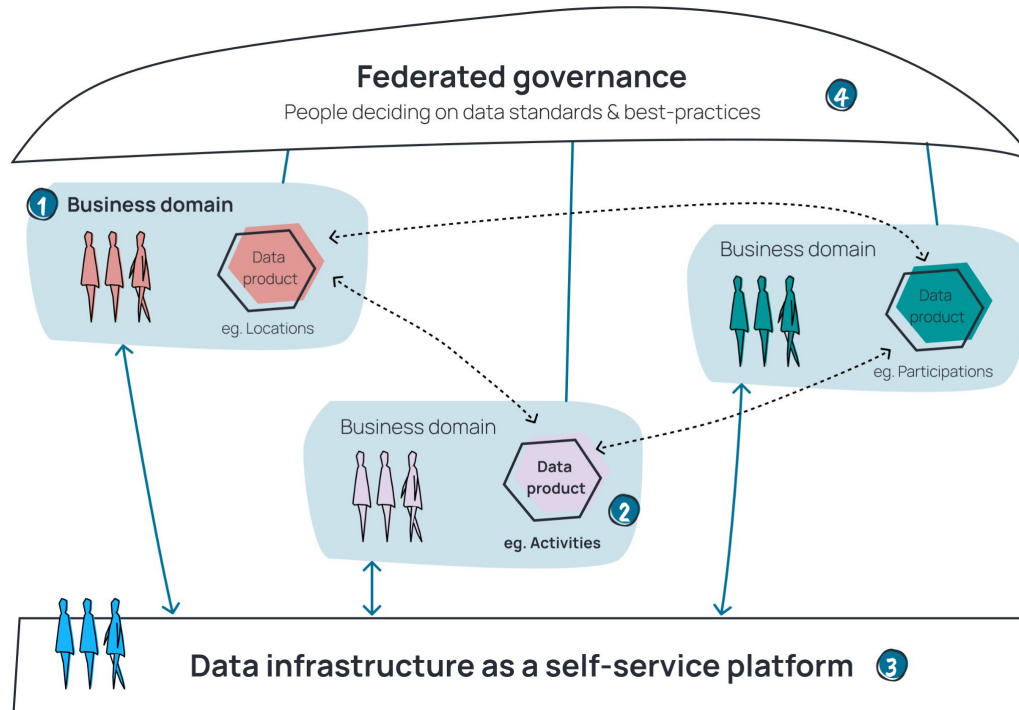 Federated governance
People deciding on data standards & best-practices
4
1
Business domain
Data
product
eg. Locations
Business domain
Data
product
eg. Participations
Business domain
Data
product
2
eg. Activities
Data infrastructure as a self-service platform
3